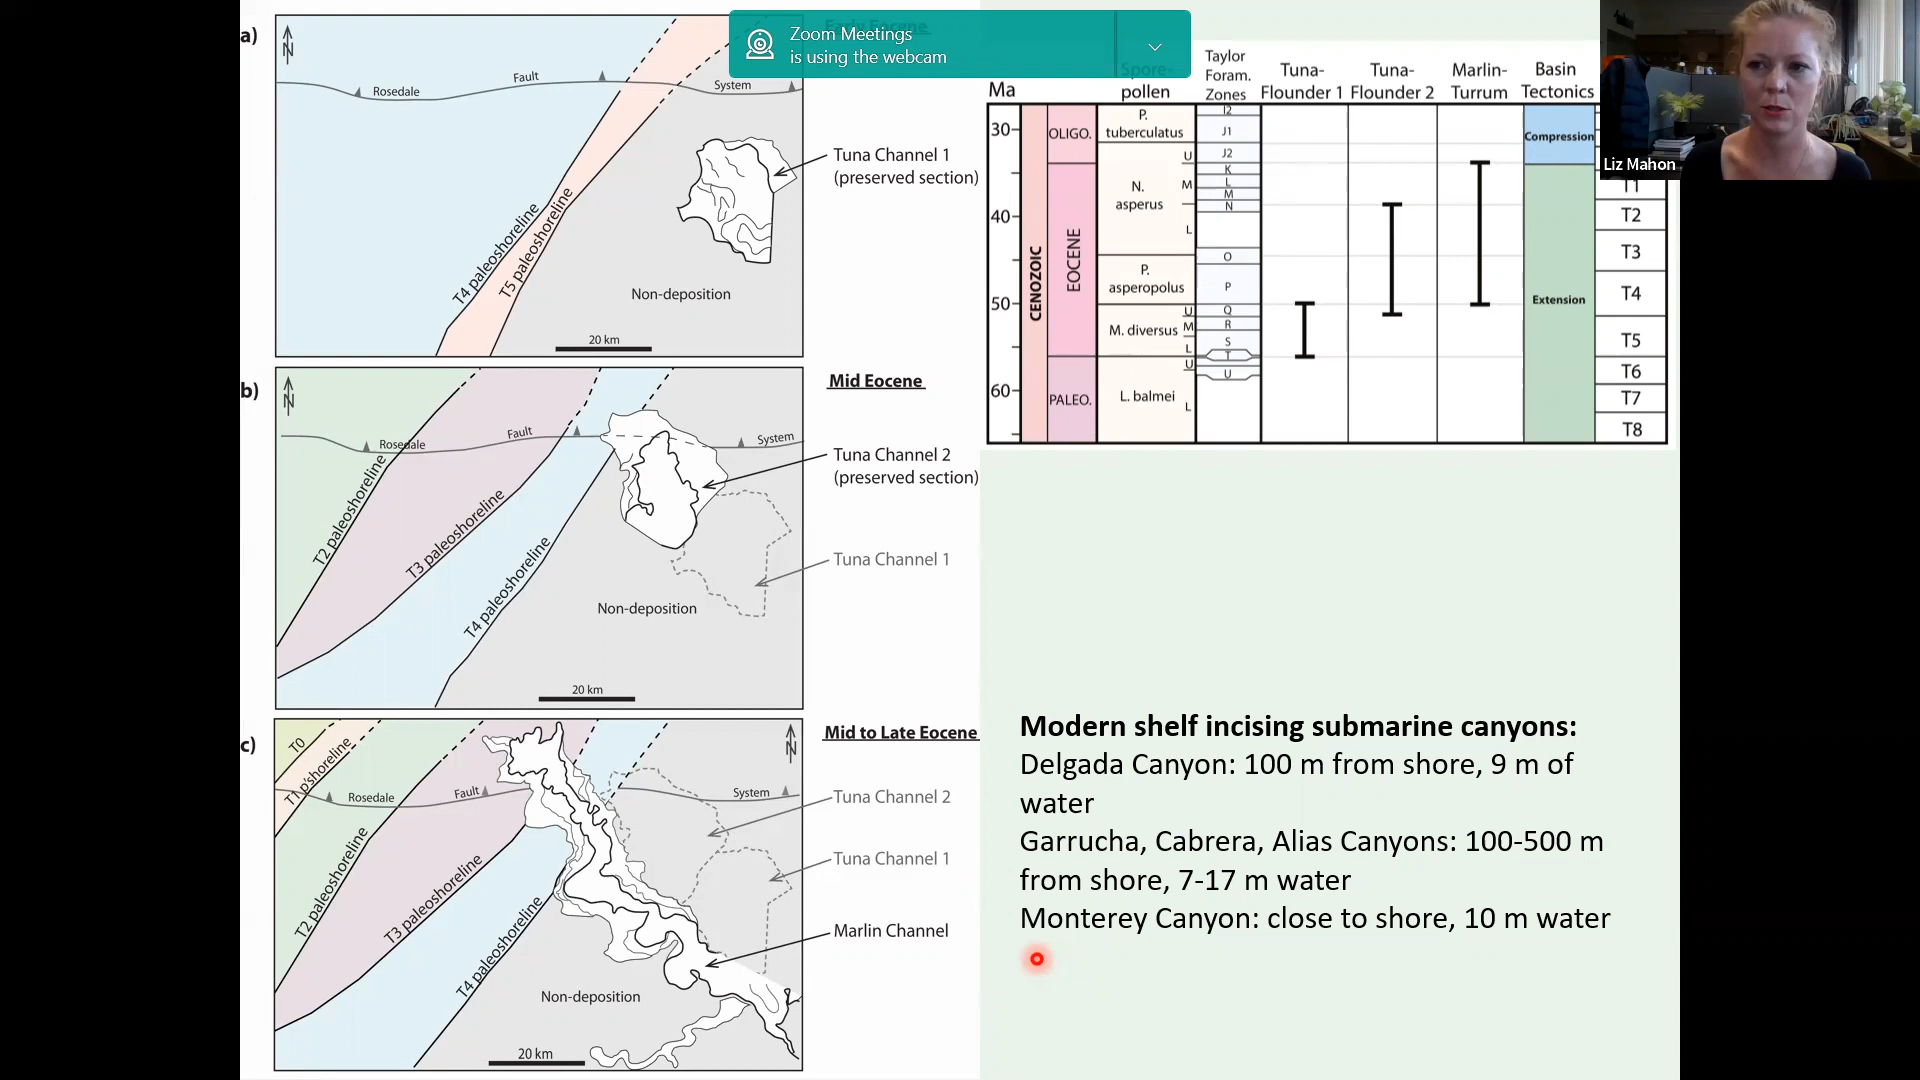 a)
N
Early Eocene
Rosedale
Fault
System
T4 paleoshoreline
T5 paleoshoreline
Tuna Channel 1
(preserved section)
Non-deposition
20 km
b)
N
Mid Eocene
Rosedale
Fault
System
T2 paleoshoreline
T3 paleoshoreline
T4 paleoshoreline
Tuna Channel 2
(preserved section)
Tuna Channel 1
Non-deposition
20 km
c)
N
Mid to Late Eocene
T0
T1 p'shoreline
Rosedale
Fault
System
T2 paleoshoreline
T3 paleoshoreline
T4 paleoshoreline
Tuna Channel 2
Tuna Channel 1
Marlin Channel
Non-deposition
20 km
Zoom Meetings
is using the webcam
Ma
Spore-
pollen
Taylor
Foram.
Zones
Tuna-
Flounder 1
Tuna-
Flounder 2
Marlin-
Turrum
Basin
Tectonics
30
40
50
60
CENOZOIC
OLIGO.
EOCENE
PALEO.
P.
tuberculatus
N.
asperus
U
M
L
P.
asperopolus
M. diversus
U
M
L
L. balmei
U
L
I2
J1
J2
K
L
M
N
O
P
Q
R
S
T
U
Compression
Extension
T1
T2
T3
T4
T5
T6
T7
T8
Liz Mahon
Modern shelf incising submarine canyons:
Delgada Canyon: 100 m from shore, 9 m of
water
Garrucha, Cabrera, Alias Canyons: 100-500 m
from shore, 7-17 m water
Monterey Canyon: close to shore, 10 m water